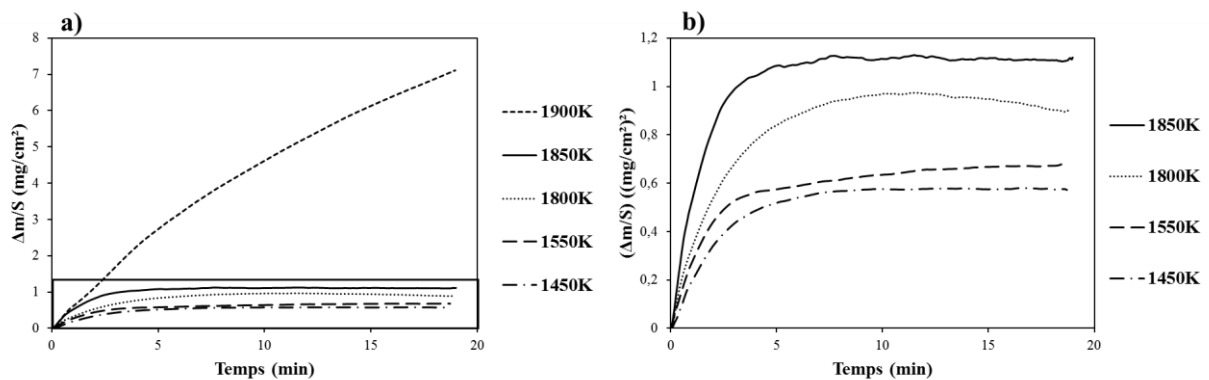 a)
Δm/S (mg/cm²)
8
7
6
5
4
3
2
1
0
0 5 10 15 20
Temps (min)
1900K
1850K
1800K
1550K
1450K
b)
(Δm/S) ((mg/cm²)²)
1,2
1
0,8
0,6
0,4
0,2
0
0 5 10 15 20
Temps (min)
1850K
1800K
1550K
1450K